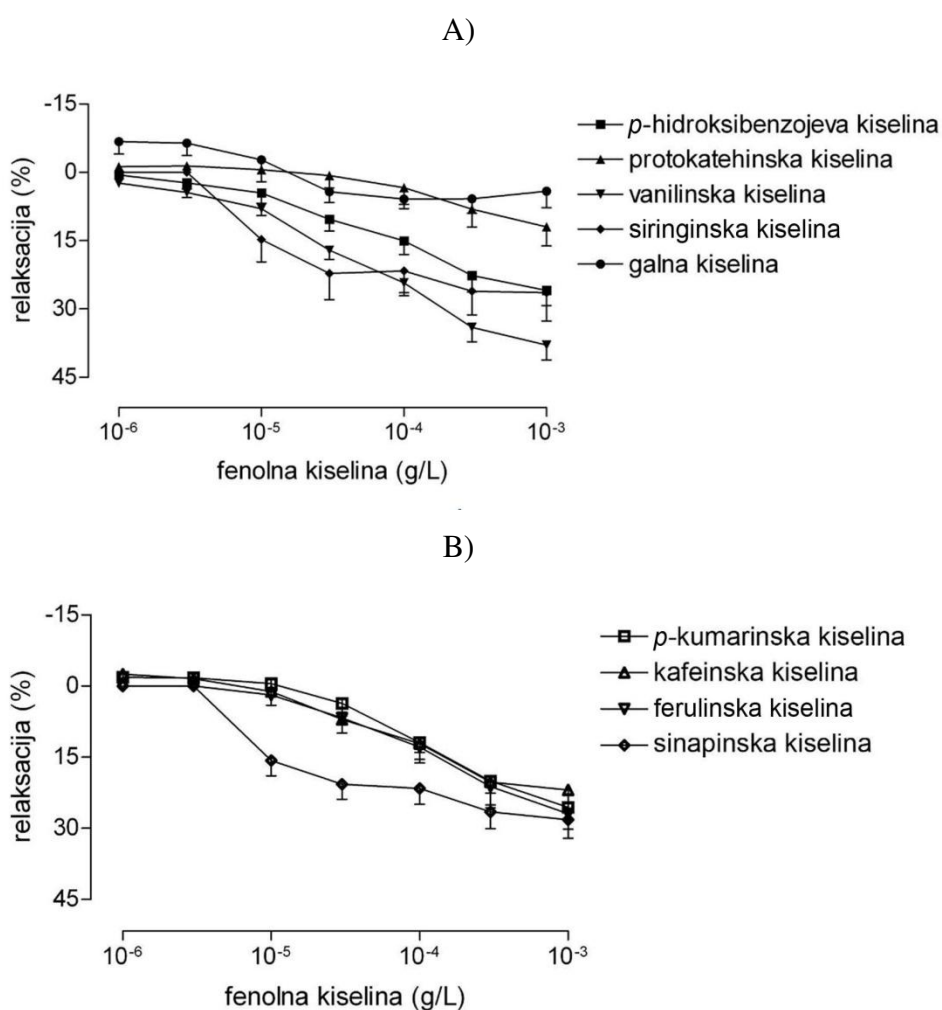 A)
-15
0
15
30
45
relaksacija (%)
10⁻⁶ 10⁻⁵ 10⁻⁴ 10⁻³
fenolna kiselina (g/L)
p-hidroksibenzojeva kiselina
protokatehinska kiselina
vanilinska kiselina
siringinska kiselina
galna kiselina
B)
-15
0
15
30
45
relaksacija (%)
10⁻⁶ 10⁻⁵ 10⁻⁴ 10⁻³
fenolna kiselina (g/L)
p-kumarinska kiselina
kafeinska kiselina
ferulinska kiselina
sinapinska kiselina